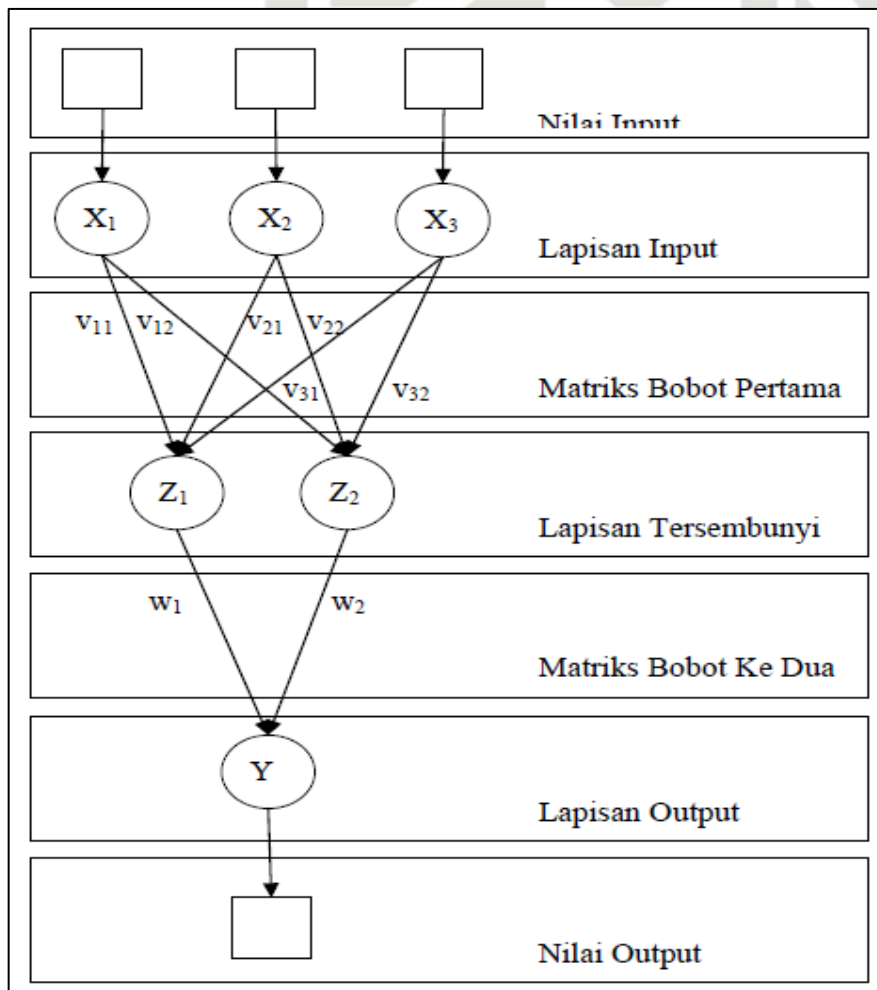 Nilai Input
X₁ X₂ X₃
Lapisan Input
v₁₁ v₁₂ v₂₁ v₂₂
v₃₁ v₃₂
Matriks Bobot Pertama
Z₁ Z₂
Lapisan Tersembunyi
w₁ w₂
Matriks Bobot Ke Dua
Y
Lapisan Output
Nilai Output